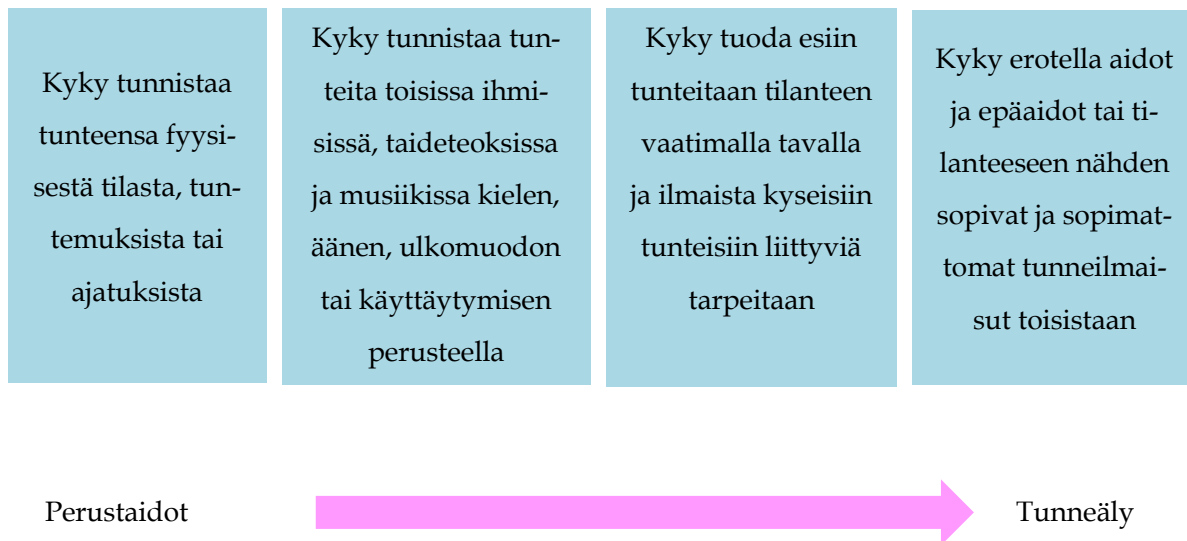 Kyky tunnistaa
tunteensa fyysi-
sestä tilasta, tun-
temuksista tai
ajatuksista
Kyky tunnistaa tun-
teita toisissa ihmi-
sissä, taideteoksissa
ja musiikissa kielen,
äänen, ulkomuodon
tai käyttäytymisen
perusteella
Kyky tuoda esiin
tunteitaan tilanteen
vaatimalla tavalla
ja ilmaista kyseisiin
tunteisiin liittyviä
tarpeitaan
Kyky erotella aidot
ja epäaidot tai ti-
lanteeseen nähden
sopivat ja sopimat-
tomat tunneilmai-
sut toisistaan
Perustaidot
Tunneäly